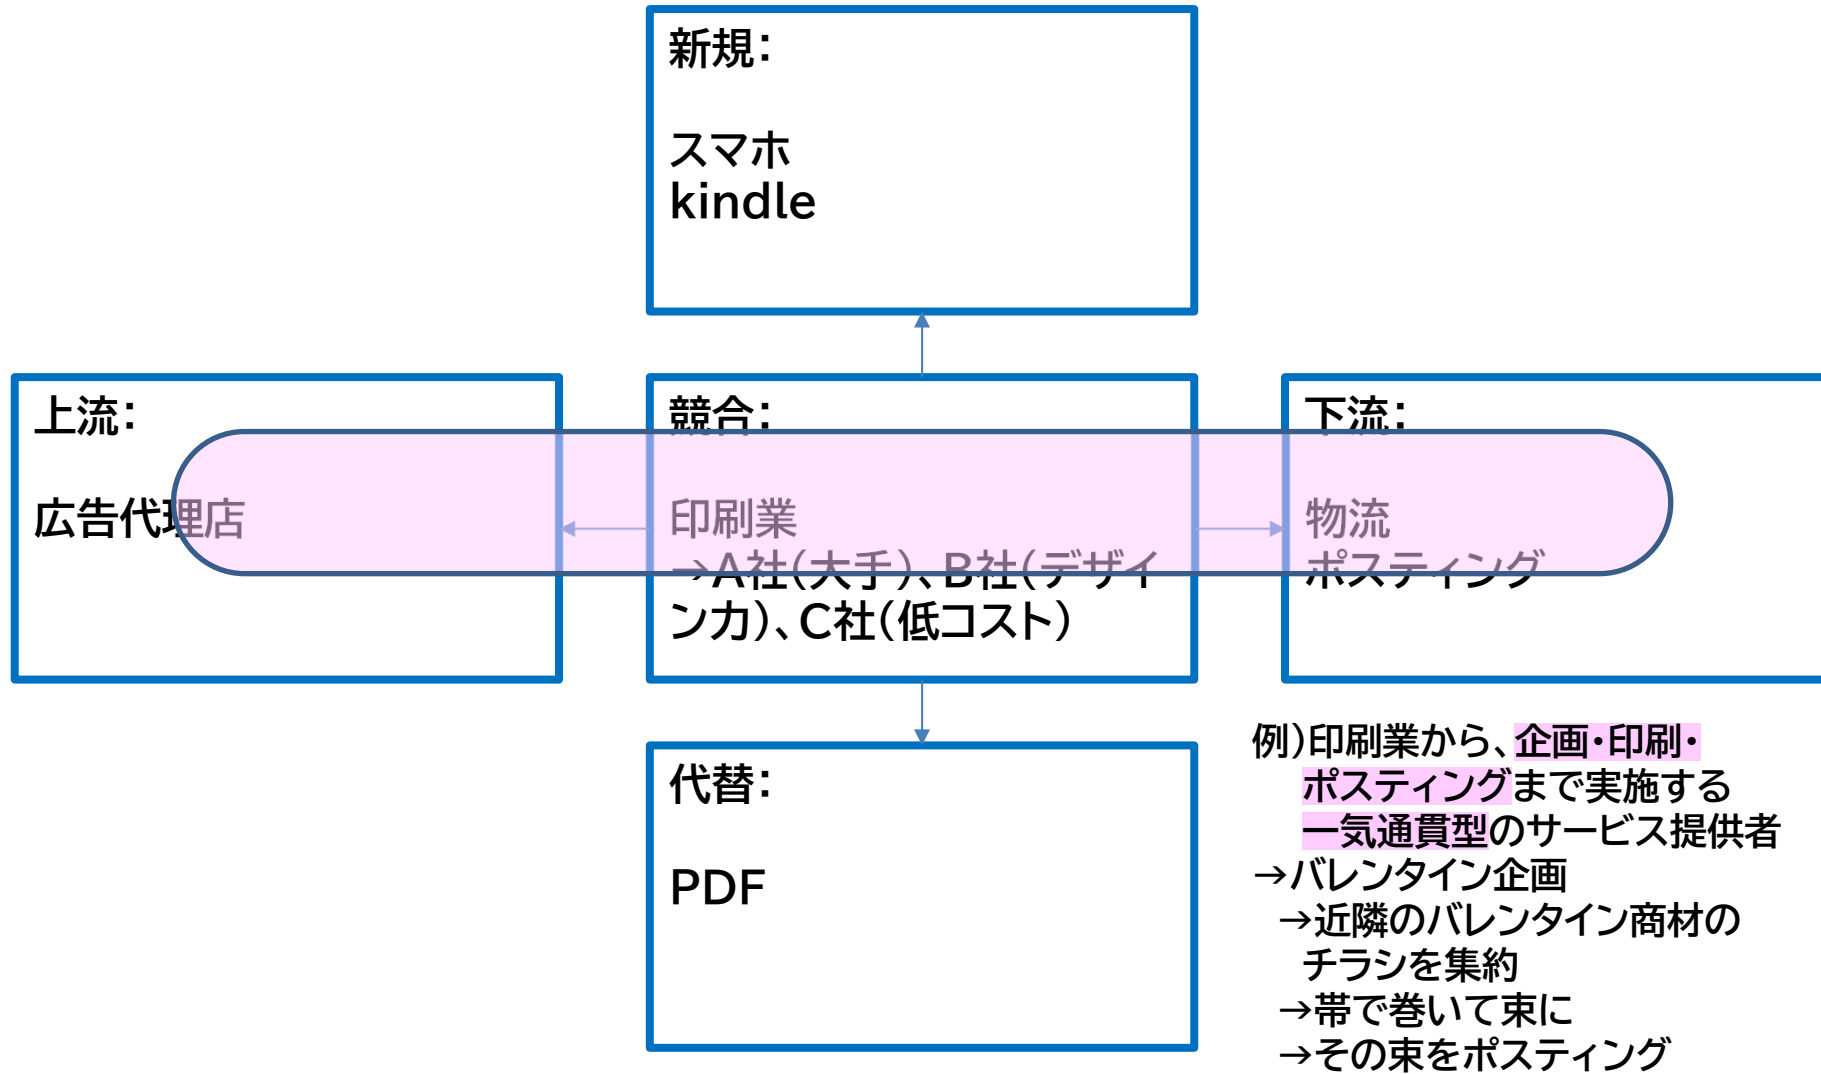 新規：
スマホ
kindle
上流：
広告代理店
競合：
印刷業
→A社（大手）、B社（デザイ
ン力）、C社（低コスト）
下流：
物流
ポスティング
代替：
PDF
例）印刷業から、企画・印刷・
ポスティングまで実施する
一気通貫型のサービス提供者
→バレンタイン企画
→近隣のバレンタイン商材の
チラシを集約
→帯で巻いて束に
→その束をポスティング